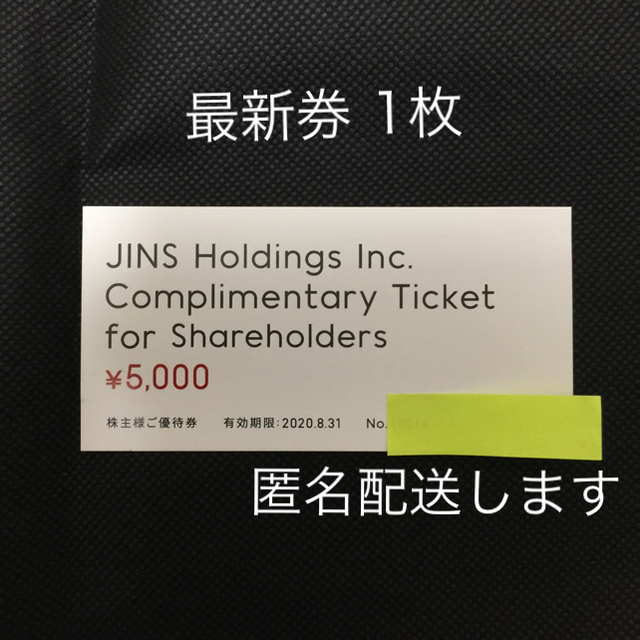 最新券 1枚
JINS Holdings Inc.
Complimentary Ticket
for Shareholders
¥5,000
株主様ご優待券 有効期限:2020.8.31 No.
匿名配送します